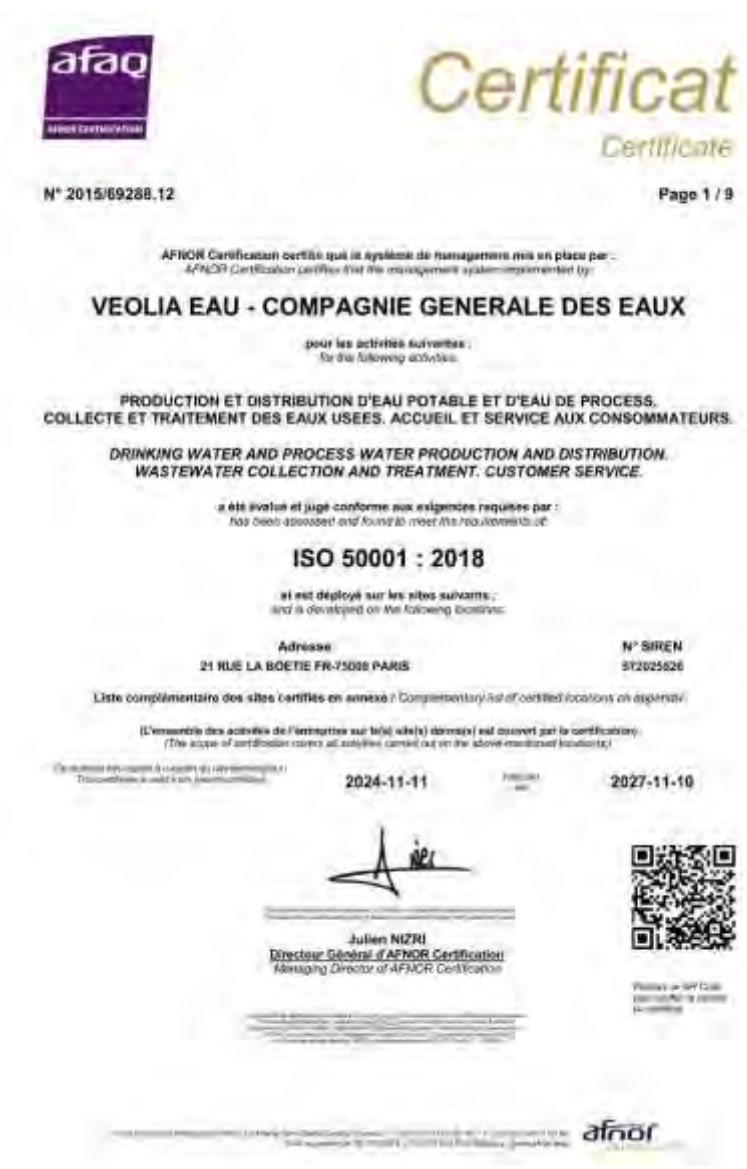 afaq
AFNOR CERTIFICATION
Certificat
Certificate
N° 2015/69288.12
Page 1 / 9
AFNOR Certification certifie que le système de management mis en place par :
AFNOR Certification certifies that the management system implemented by:
VEOLIA EAU - COMPAGNIE GENERALE DES EAUX
pour les activités suivantes :
for the following activities:
PRODUCTION ET DISTRIBUTION D'EAU POTABLE ET D'EAU DE PROCESS.
COLLECTE ET TRAITEMENT DES EAUX USEES. ACCUEIL ET SERVICE AUX CONSOMMATEURS.
DRINKING WATER AND PROCESS WATER PRODUCTION AND DISTRIBUTION.
WASTEWATER COLLECTION AND TREATMENT. CUSTOMER SERVICE.
a été évalué et jugé conforme aux exigences requises par :
has been assessed and found to meet the requirements of:
ISO 50001 : 2018
et est déployé sur les sites suivants :
and is developed on the following locations:
Adresse
N° SIREN
21 RUE LA BOETIE FR-75008 PARIS
572025526
Liste complémentaire des sites certifiés en annexe / Complementary list of certified locations on appendix
(L'ensemble des activités de l'entreprise sur le(s) site(s) donné(s) est couvert par la certification)
(The scope of certification covers all activities carried out on the above-mentioned location(s))
2024-11-11
2027-11-10
Julien NIZRI
Directeur Général d'AFNOR Certification
Managing Director of AFNOR Certification
afnor